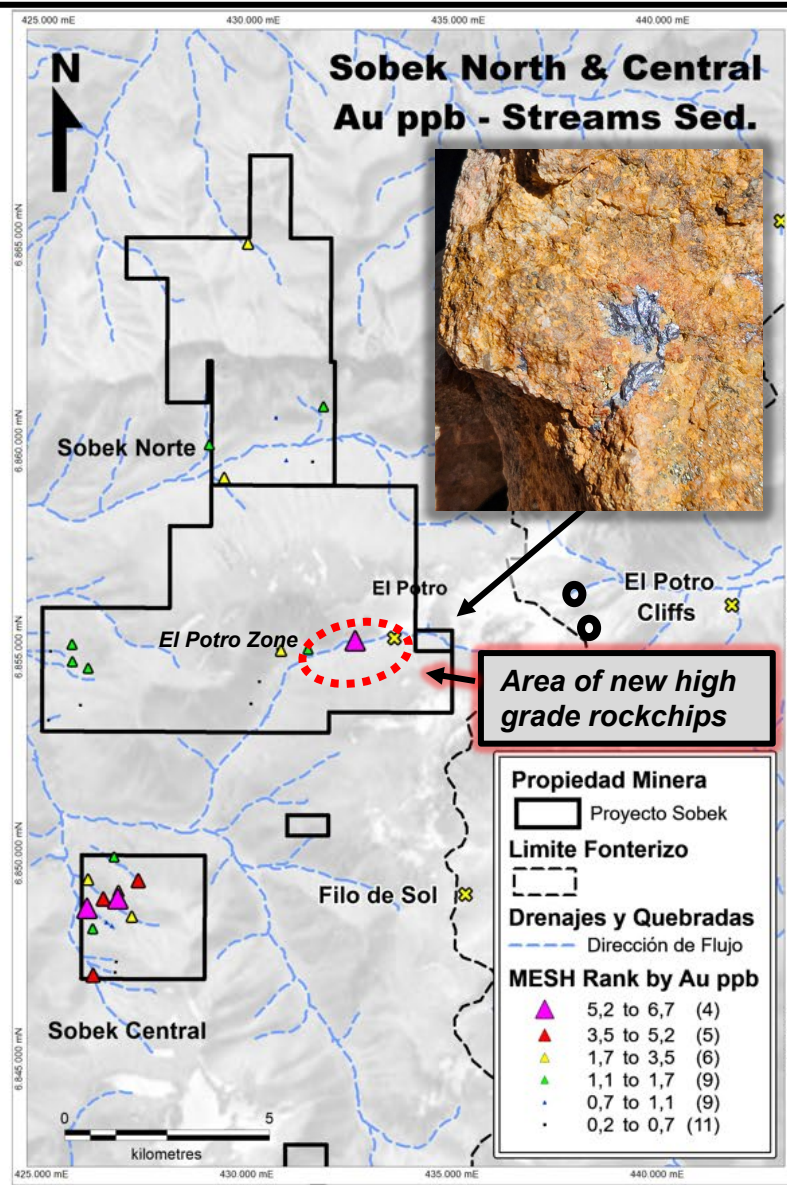 425.000 mE
430.000 mE
435.000 mE
440.000 mE
N
Sobek North & Central
Au ppb - Streams Sed.
6.865.000 mN
Sobek Norte
6.860.000 mN
El Potro
El Potro
Cliffs
El Potro Zone
6.855.000 mN
Area of new high
grade rockchips
Propiedad Minera
Proyecto Sobek
Limite Fonterizo
Drenajes y Quebradas
Dirección de Flujo
MESH Rank by Au ppb
5,2 to 6,7 (4)
3,5 to 5,2 (5)
1,7 to 3,5 (6)
1,1 to 1,7 (9)
0,7 to 1,1 (9)
0,2 to 0,7 (11)
6.850.000 mN
Filo de Sol
Sobek Central
6.845.000 mN
0
5
kilometres
425.000 mE
430.000 mE
435.000 mE
440.000 mE